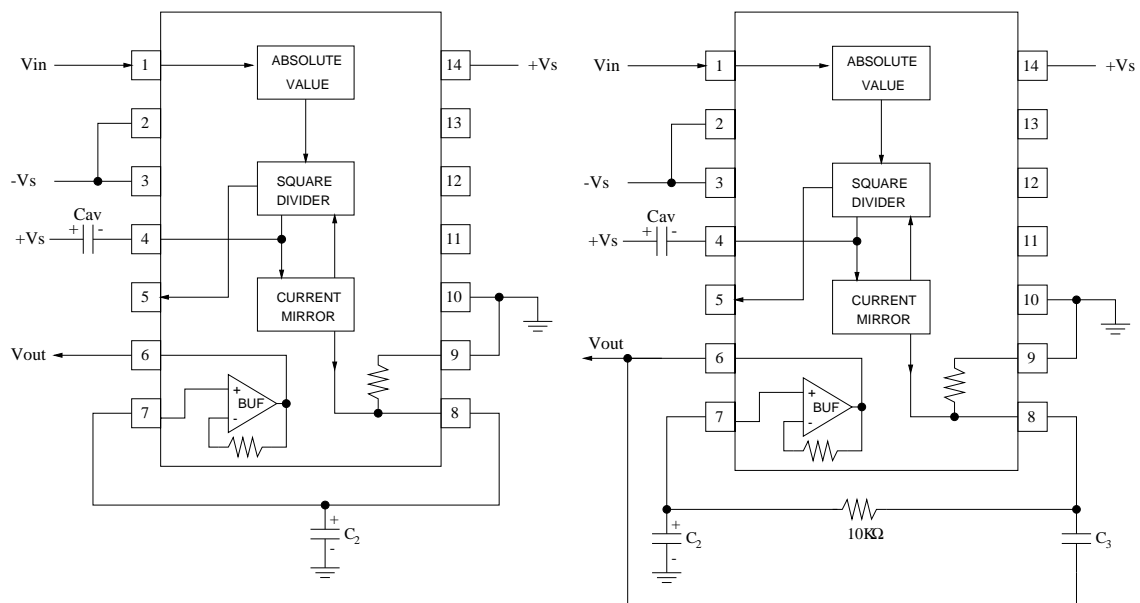 Vin
1
ABSOLUTE
VALUE
14
+Vs
2
13
-Vs
3
SQUARE
DIVIDER
12
Cav
+ -
+Vs
4
11
5
CURRENT
MIRROR
10
Vout
6
9
7
+
BUF
-
8
+
C2
-
Vin
1
ABSOLUTE
VALUE
14
+Vs
2
13
-Vs
3
SQUARE
DIVIDER
12
Cav
+ -
+Vs
4
11
5
CURRENT
MIRROR
10
Vout
6
9
7
+
BUF
-
8
+
C2
-
10KΩ
C3